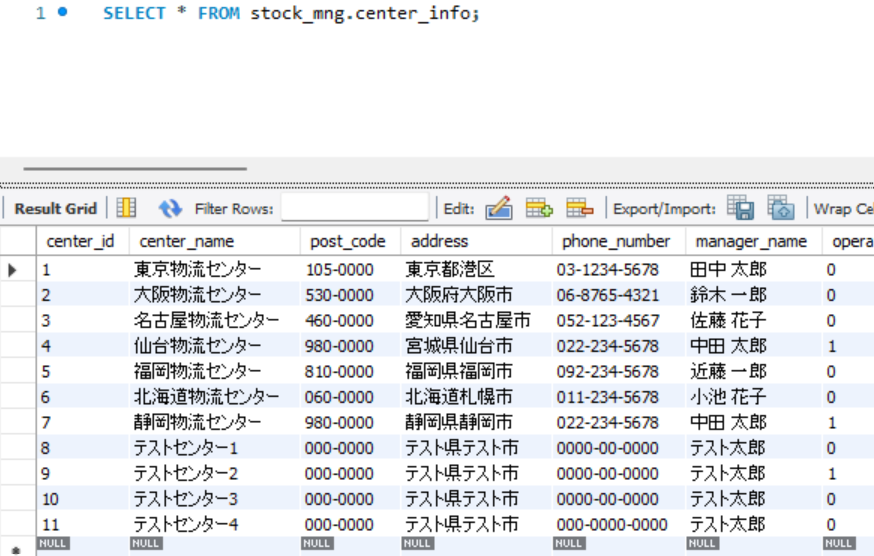 1 SELECT * FROM stock_mng.center_info;
Result Grid Filter Rows: Edit: Export/Import: Wrap Ce
center_id center_name post_code address phone_number manager_name opera
1 東京物流センター 105-0000 東京都港区 03-1234-5678 田中 太郎 0
2 大阪物流センター 530-0000 大阪府大阪市 06-8765-4321 鈴木 一郎 0
3 名古屋物流センター 460-0000 愛知県名古屋市 052-123-4567 佐藤 花子 0
4 仙台物流センター 980-0000 宮城県仙台市 022-234-5678 中田 太郎 1
5 福岡物流センター 810-0000 福岡県福岡市 092-234-5678 近藤 一郎 0
6 北海道物流センター 060-0000 北海道札幌市 011-234-5678 小池 花子 0
7 静岡物流センター 980-0000 静岡県静岡市 022-234-5678 中田 太郎 1
8 テストセンター1 000-0000 テスト県テスト市 0000-00-0000 テスト太郎 0
9 テストセンター2 000-0000 テスト県テスト市 0000-00-0000 テスト太郎 1
10 テストセンター3 000-0000 テスト県テスト市 0000-00-0000 テスト太郎 0
11 テストセンター4 000-0000 テスト県テスト市 000-0000-0000 テスト太郎 0
NULL NULL NULL NULL NULL NULL NULL